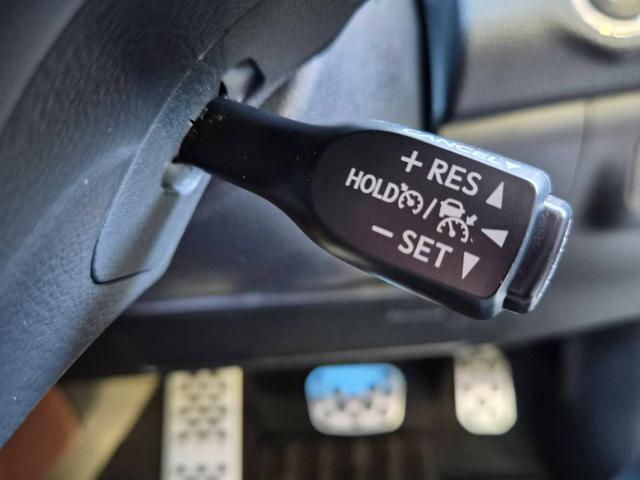 CANCEL
+ RES
HOLD /
− SET